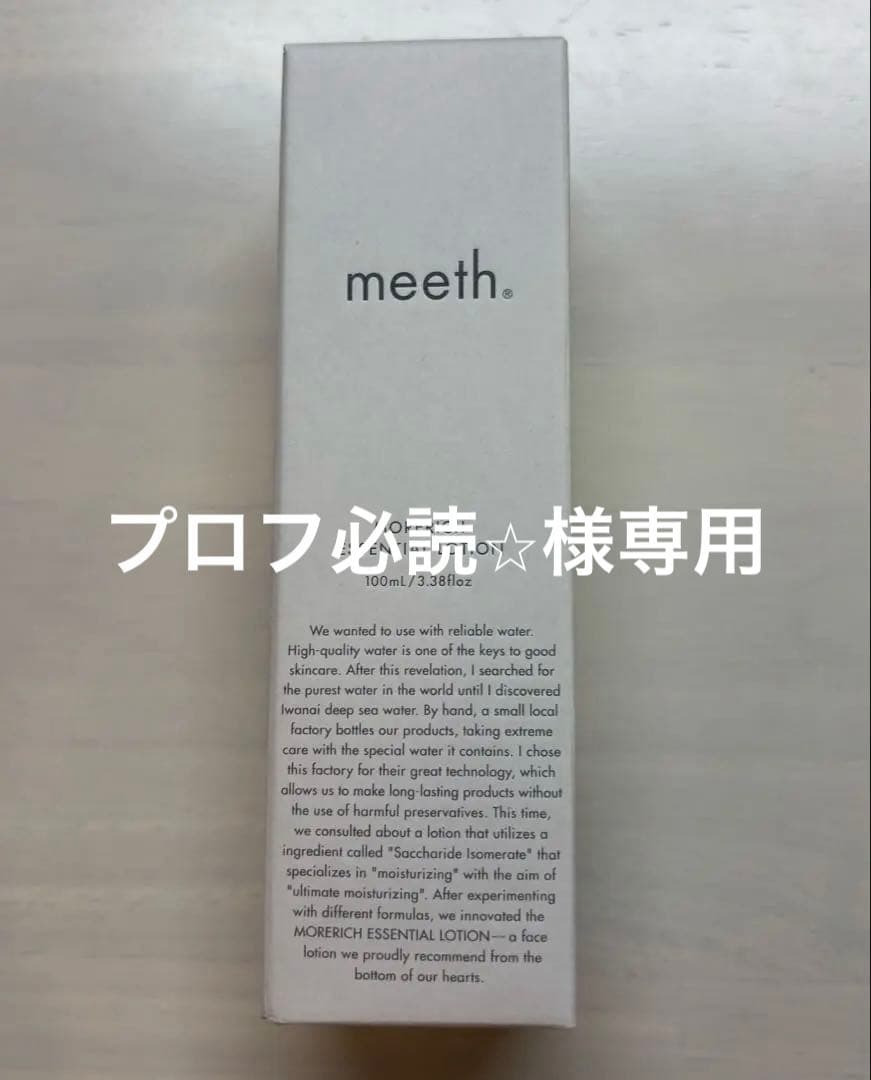 meeth®
MORERICH
ESSENTIAL LOTION
プロフ必読☆様専用
100mL/3.38floz
We wanted to use with reliable water.
High-quality water is one of the keys to good
skincare. After this revelation, I searched for
the purest water in the world until I discovered
Iwanai deep sea water. By hand, a small local
factory bottles our products, taking extreme
care with the special water it contains. I chose
this factory for their great technology, which
allows us to make long-lasting products without
the use of harmful preservatives. This time,
we consulted about a lotion that utilizes a
ingredient called "Saccharide Isomerate" that
specializes in "moisturizing" with the aim of
"ultimate moisturizing". After experimenting
with different formulas, we innovated the
MORERICH ESSENTIAL LOTION—a face
lotion we proudly recommend from the
bottom of our hearts.